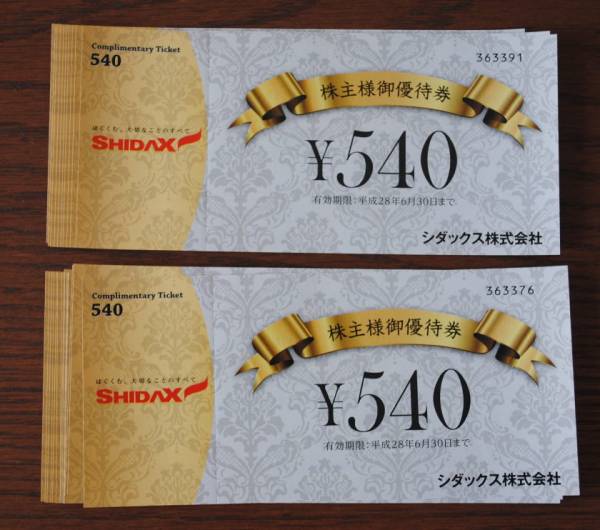 Complimentary Ticket
540
363391
株主様御優待券
はぐくむ、大切なことのすべて
SHIDAX
¥540
有効期限:平成28年6月30日まで
シダックス株式会社
Complimentary Ticket
540
363376
株主様御優待券
はぐくむ、大切なことのすべて
SHIDAX
¥540
有効期限:平成28年6月30日まで
シダックス株式会社